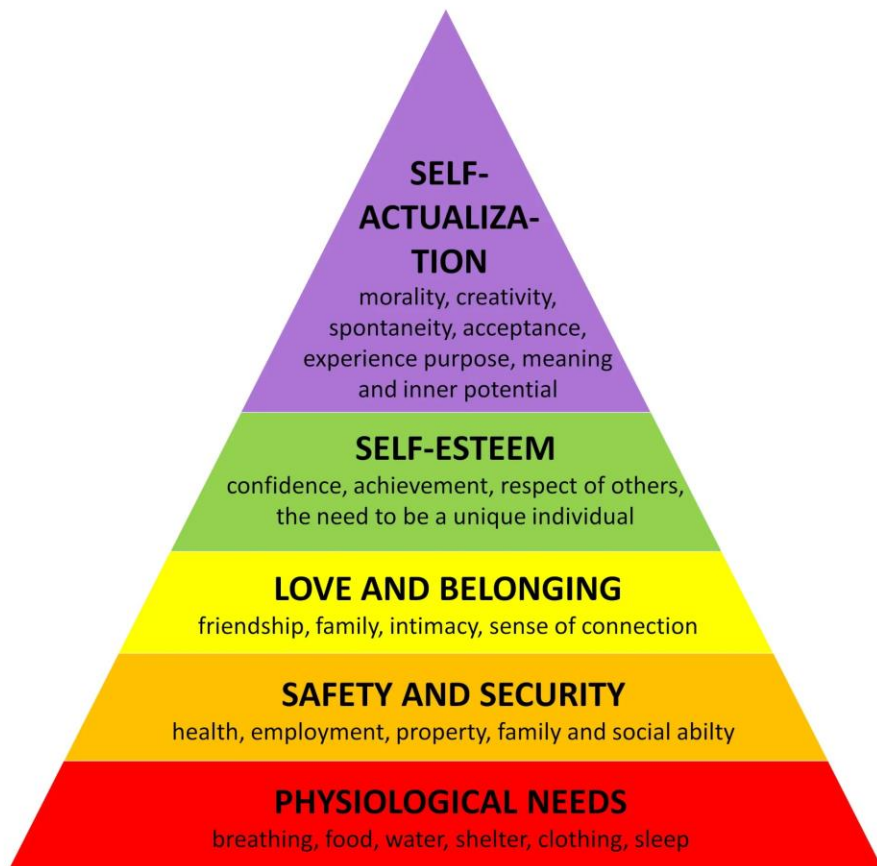 SELF-
ACTUALIZA-
TION
morality, creativity,
spontaneity, acceptance,
experience purpose, meaning
and inner potential
SELF-ESTEEM
confidence, achievement, respect of others,
the need to be a unique individual
LOVE AND BELONGING
friendship, family, intimacy, sense of connection
SAFETY AND SECURITY
health, employment, property, family and social abilty
PHYSIOLOGICAL NEEDS
breathing, food, water, shelter, clothing, sleep